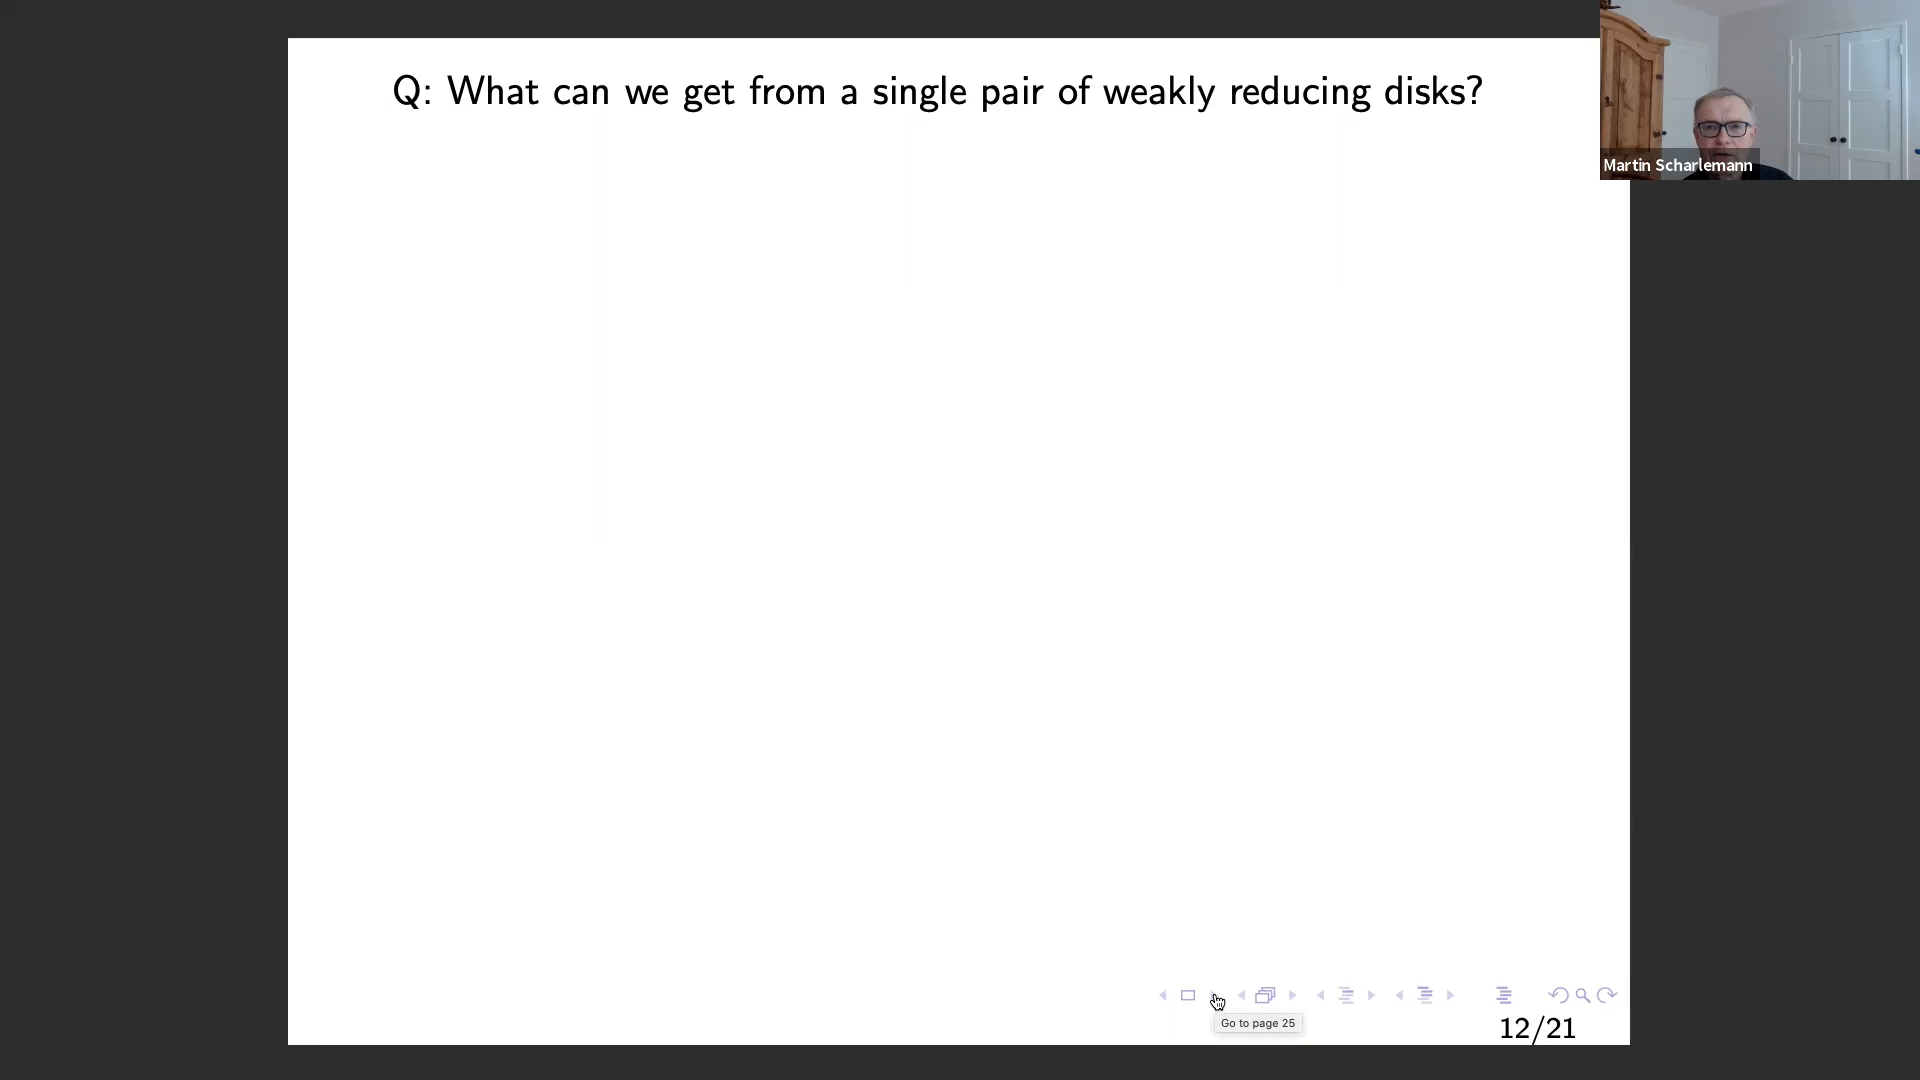 Q: What can we get from a single pair of weakly reducing disks?
Martin Scharlemann
Go to page 25
12/21